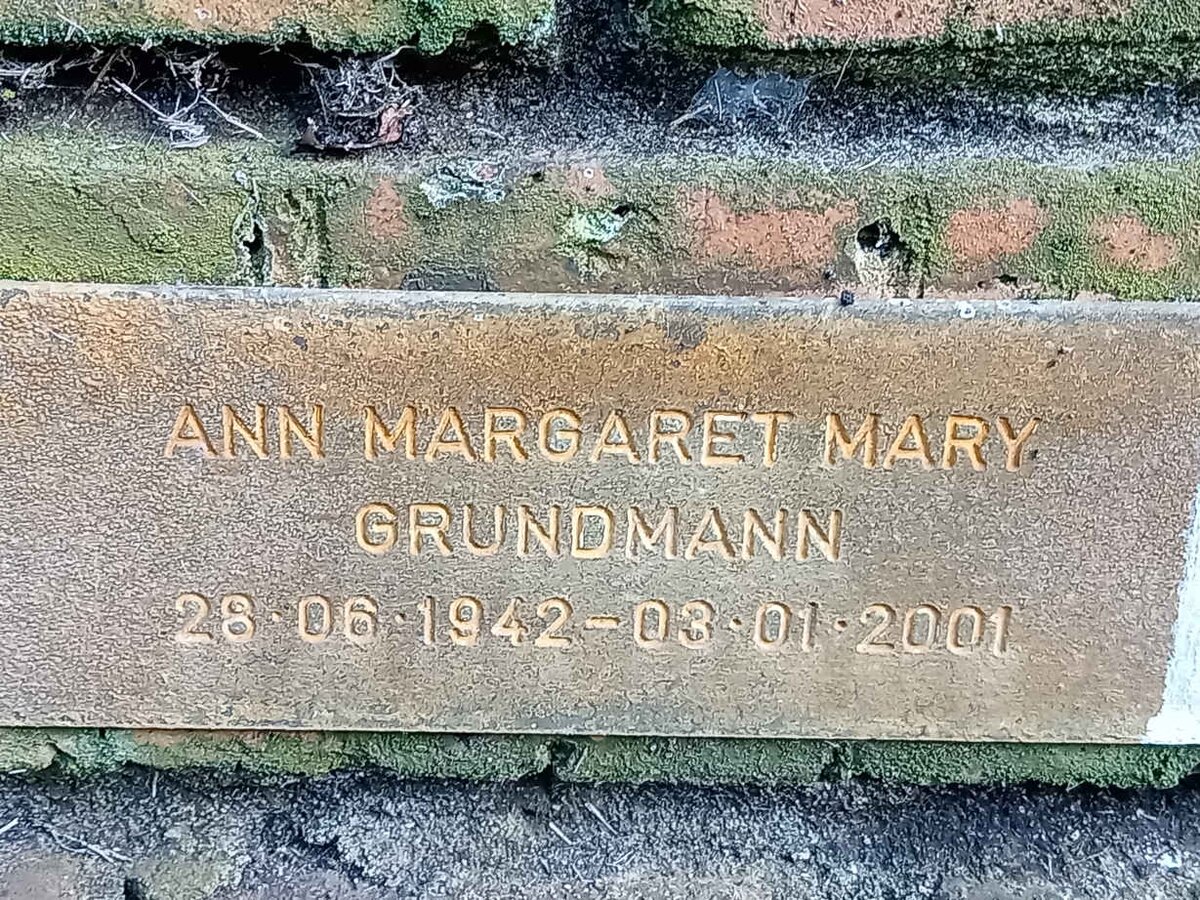 ANN MARGARET MARY
GRUNDMANN
28·06·1942-03·01·2001